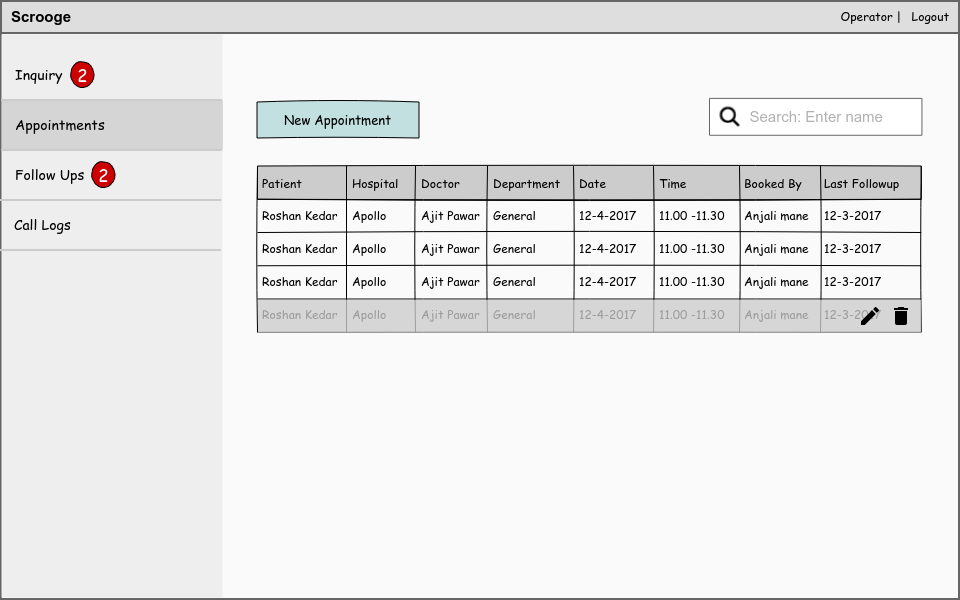 Scrooge
Operator | Logout
Inquiry 2
Appointments
Follow Ups 2
Call Logs
New Appointment
Search: Enter name
Patient Hospital Doctor Department Date Time Booked By Last Followup
Roshan Kedar Apollo Ajit Pawar General 12-4-2017 11.00 -11.30 Anjali mane 12-3-2017
Roshan Kedar Apollo Ajit Pawar General 12-4-2017 11.00 -11.30 Anjali mane 12-3-2017
Roshan Kedar Apollo Ajit Pawar General 12-4-2017 11.00 -11.30 Anjali mane 12-3-2017
Roshan Kedar Apollo Ajit Pawar General 12-4-2017 11.00 -11.30 Anjali mane